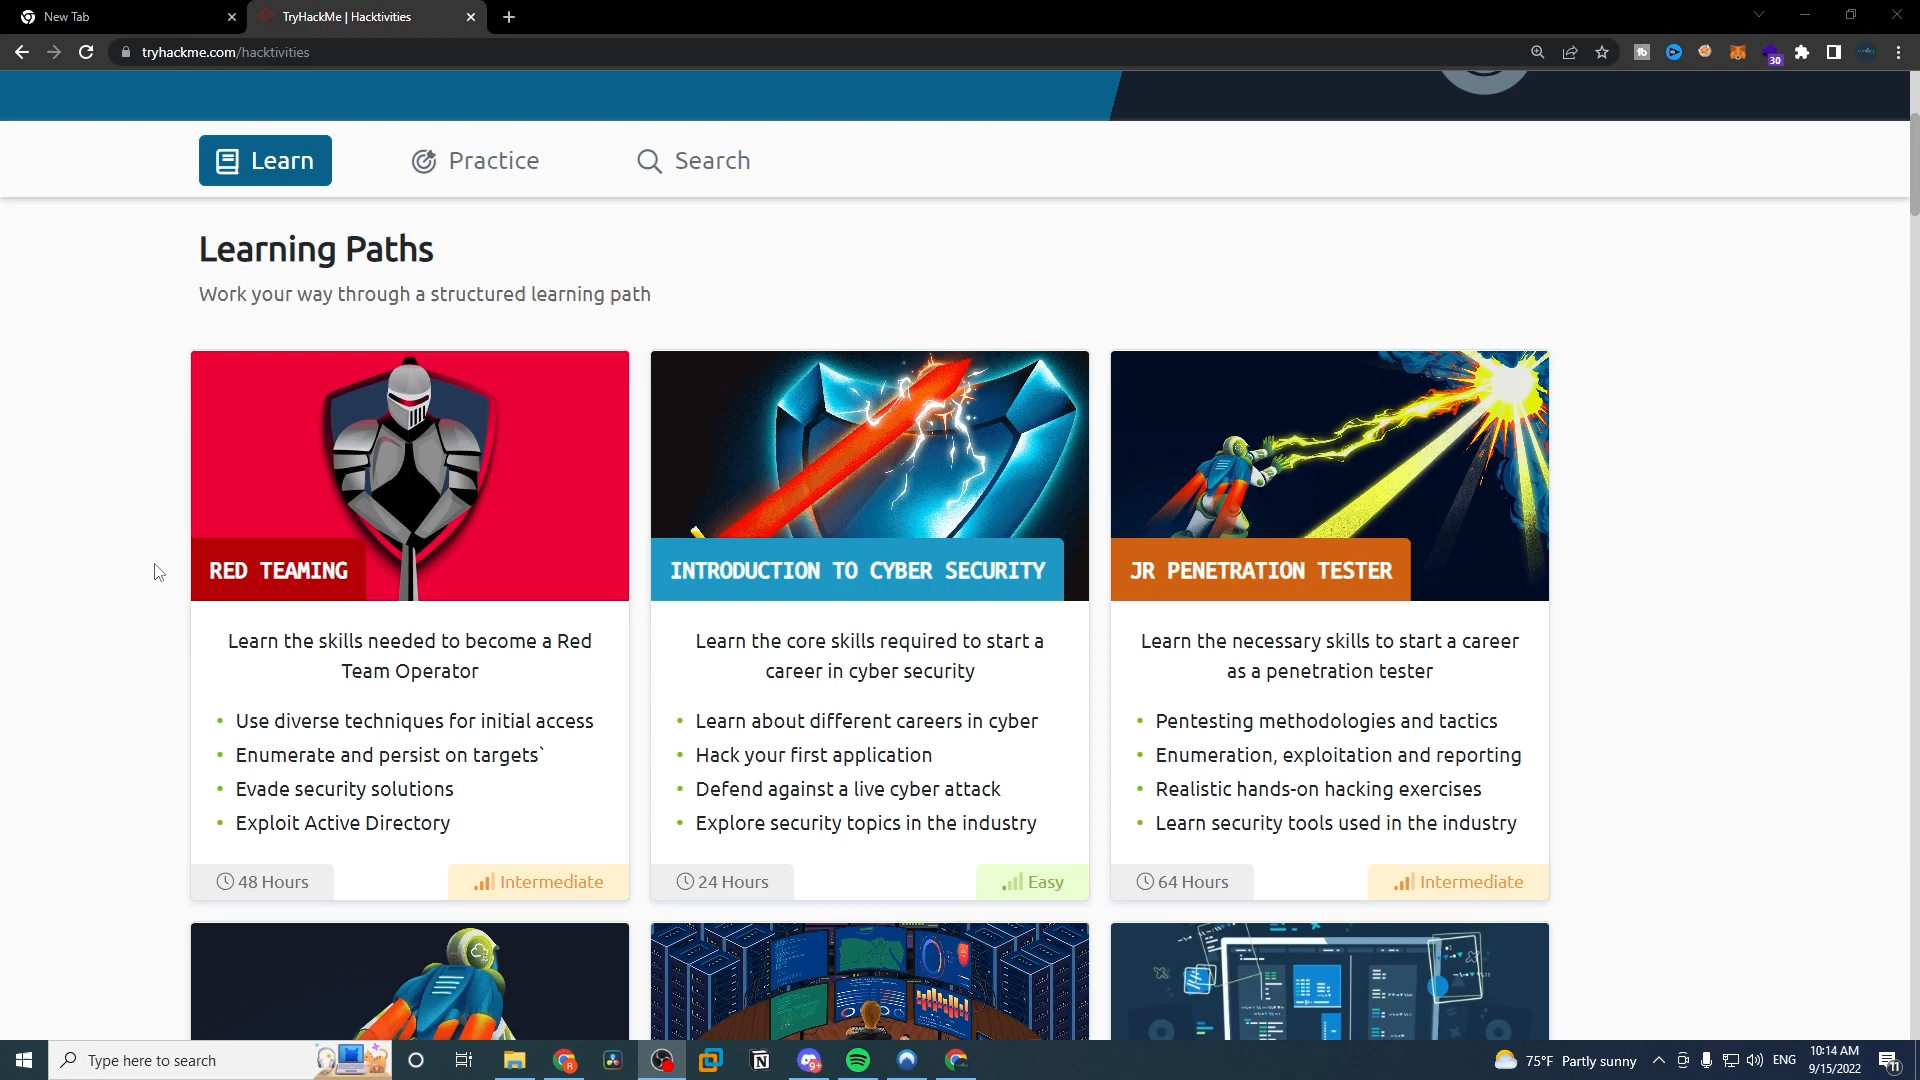 New Tab
TryHackMe | Hacktivities
tryhackme.com/hacktivities
30
Learn
Practice
Search
Learning Paths
Work your way through a structured learning path
RED TEAMING
Learn the skills needed to become a Red
Team Operator
• Use diverse techniques for initial access
• Enumerate and persist on targets`
• Evade security solutions
• Exploit Active Directory
48 Hours
Intermediate
INTRODUCTION TO CYBER SECURITY
Learn the core skills required to start a
career in cyber security
• Learn about different careers in cyber
• Hack your first application
• Defend against a live cyber attack
• Explore security topics in the industry
24 Hours
Easy
JR PENETRATION TESTER
Learn the necessary skills to start a career
as a penetration tester
• Pentesting methodologies and tactics
• Enumeration, exploitation and reporting
• Realistic hands-on hacking exercises
• Learn security tools used in the industry
64 Hours
Intermediate
Type here to search
9+
75°F Partly sunny
ENG
10:14 AM
9/15/2022
11